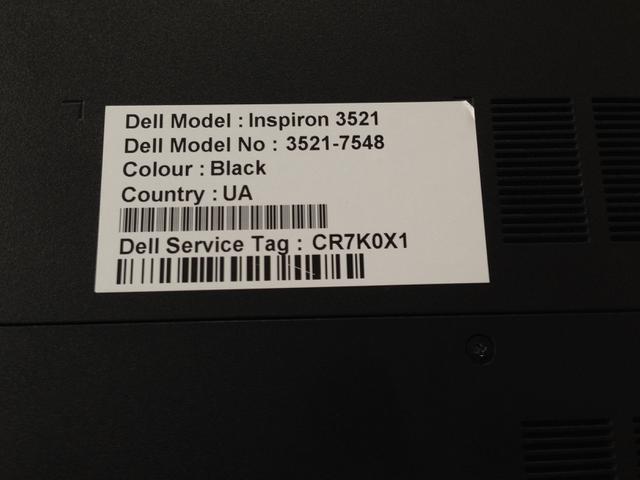 Dell Model : Inspiron 3521
Dell Model No : 3521-7548
Colour : Black
Country : UA
Dell Service Tag : CR7K0X1